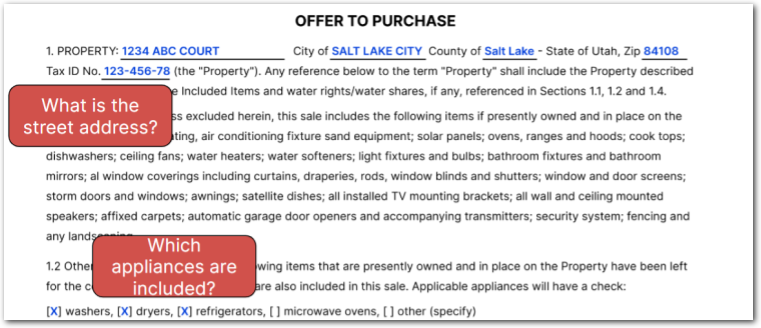 OFFER TO PURCHASE
1. PROPERTY: 1234 ABC COURT City of SALT LAKE CITY County of Salt Lake - State of Utah, Zip 84108
Tax ID No. 123-456-78 (the "Property"). Any reference below to the term "Property" shall include the Property described
What is the
street address?
e Included Items and water rights/water shares, if any, referenced in Sections 1.1, 1.2 and 1.4.
ss excluded herein, this sale includes the following items if presently owned and in place on the
ating, air conditioning fixture sand equipment; solar panels; ovens, ranges and hoods; cook tops;
dishwashers; ceiling fans; water heaters; water softeners; light fixtures and bulbs; bathroom fixtures and bathroom
mirrors; al window coverings including curtains, draperies, rods, window blinds and shutters; window and door screens;
storm doors and windows; awnings; satellite dishes; all installed TV mounting brackets; all wall and ceiling mounted
speakers; affixed carpets; automatic garage door openers and accompanying transmitters; security system; fencing and
any
Which
appliances are
included?
1.2 Other wing items that are presently owned and in place on the Property have been left
for the are also included in this sale. Applicable appliances will have a check:
[X] washers, [X] dryers, [X] refrigerators, [ ] microwave ovens, [ ] other (specify)